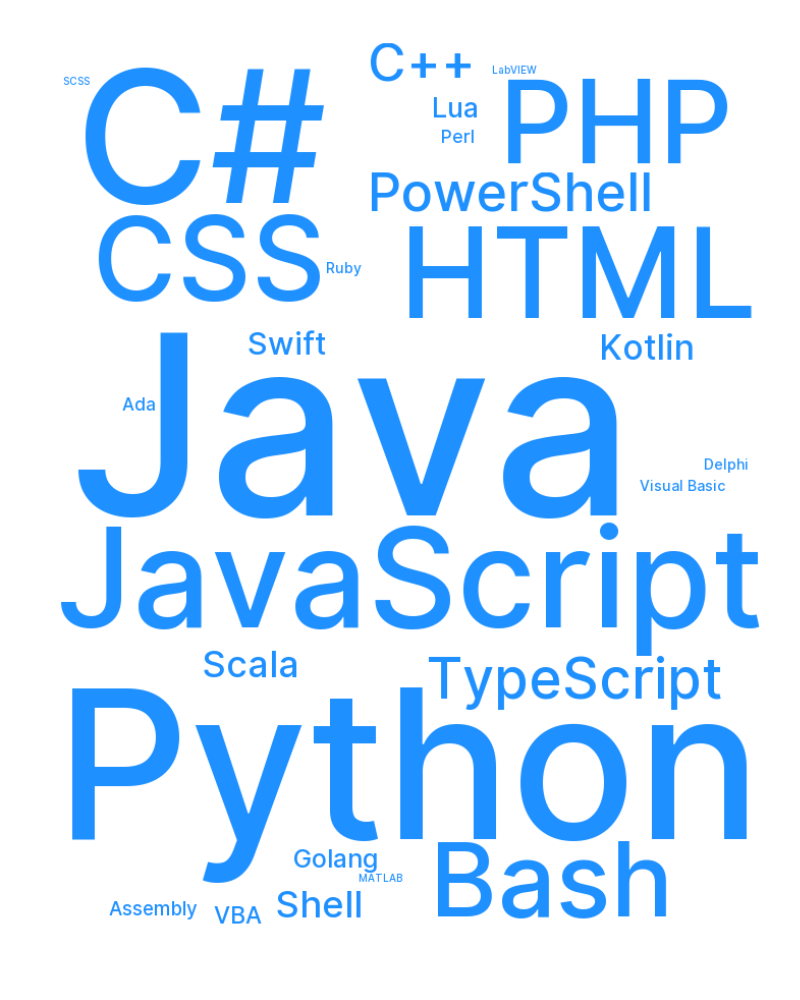 C++
LabVIEW
SCSS
C#
Lua
PHP
Perl
PowerShell
CSS
HTML
Ruby
Swift
Kotlin
Java
Ada
Delphi
Visual Basic
JavaScript
Scala
TypeScript
Python
Golang
MATLAB
Bash
Assembly
VBA
Shell